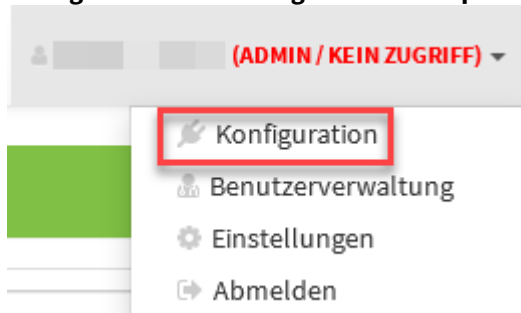 (ADMIN / KEIN ZUGRIFF)
Konfiguration
Benutzerverwaltung
Einstellungen
Abmelden